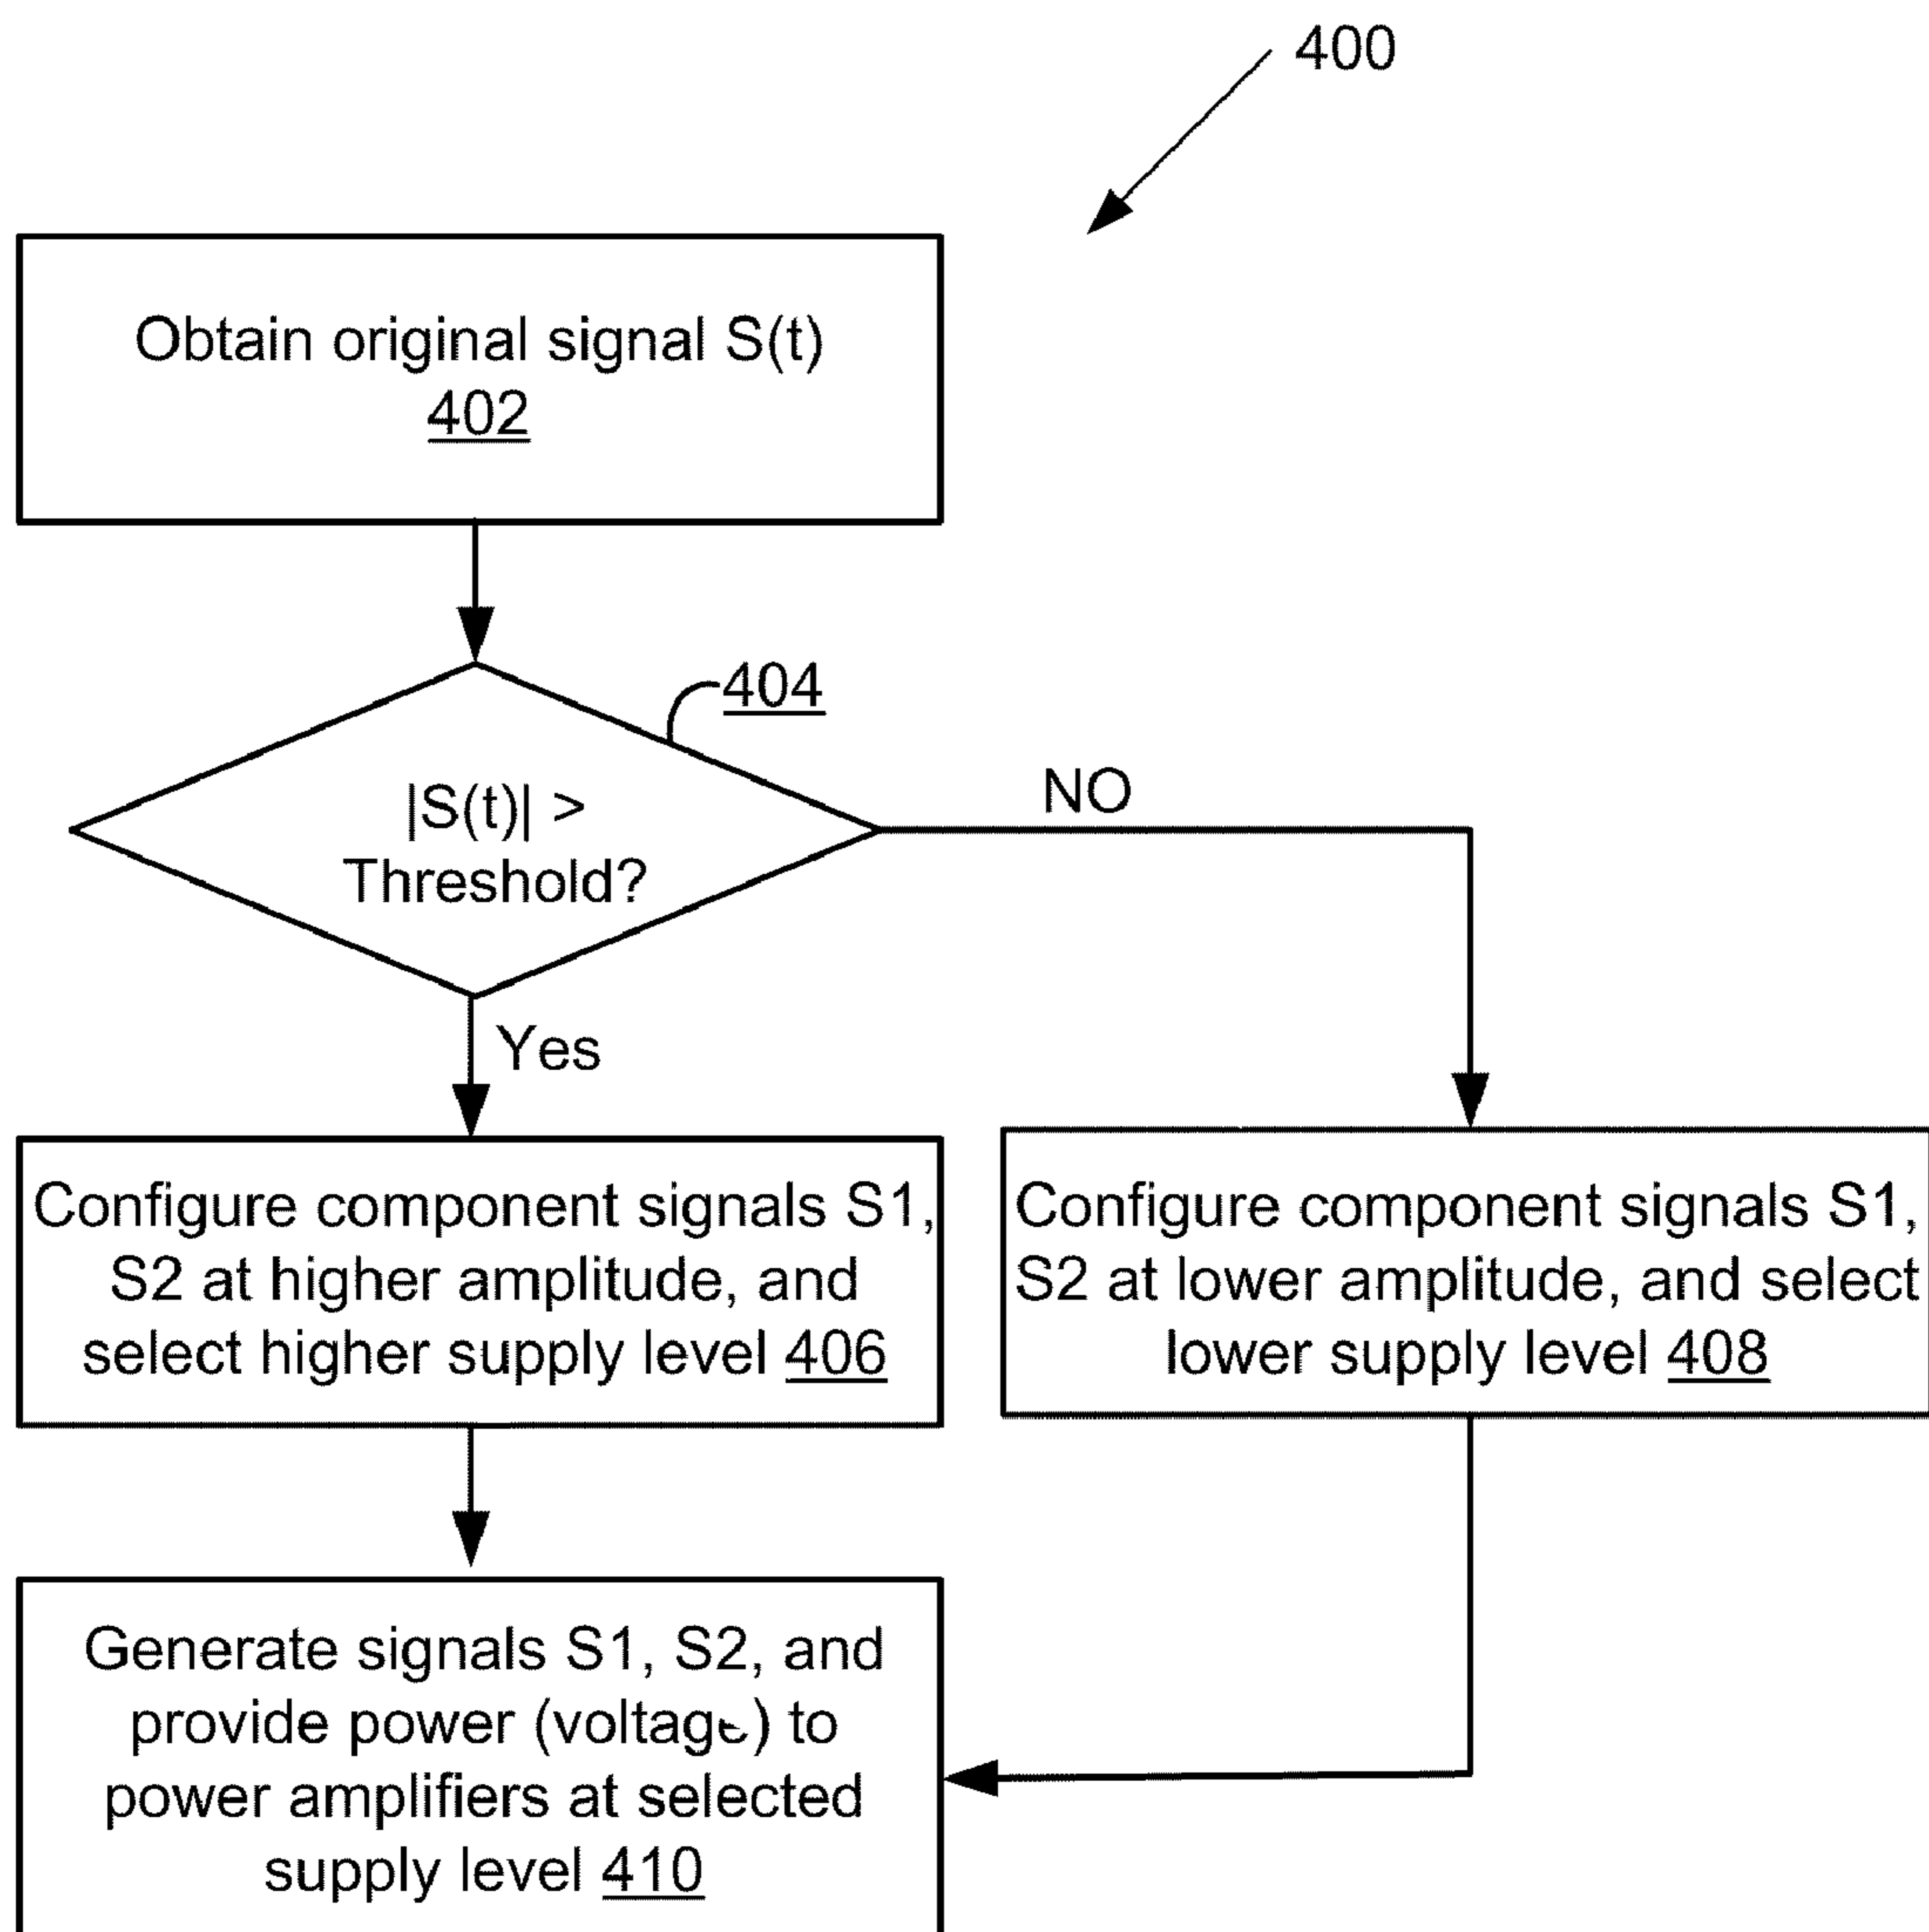 400
Obtain original signal S(t)
402
404
|S(t)| >
Threshold?
NO
Yes
Configure component signals S1,
S2 at higher amplitude, and
select higher supply level 406
Configure component signals S1,
S2 at lower amplitude, and select
lower supply level 408
Generate signals S1, S2, and
provide power (voltage) to
power amplifiers at selected
supply level 410